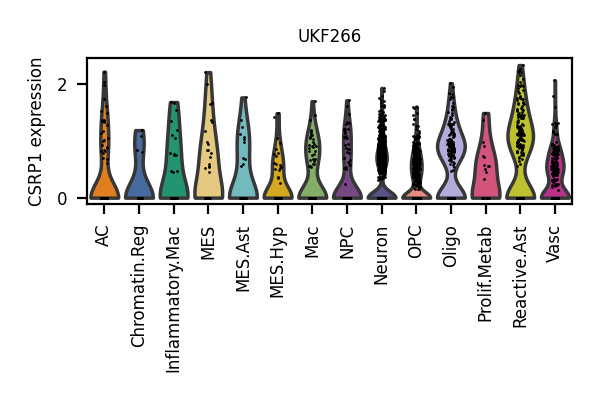 UKF266
CSRP1 expression
2
0
AC
Chromatin.Reg
Inflammatory.Mac
MES
MES.Ast
MES.Hyp
Mac
NPC
Neuron
OPC
Oligo
Prolif.Metab
Reactive.Ast
Vasc